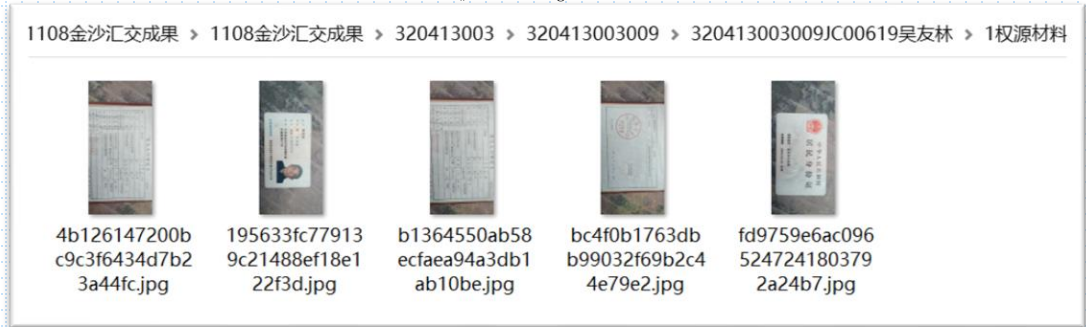 1108金沙汇交成果 > 1108金沙汇交成果 > 320413003 > 320413003009 > 320413003009JC00619吴友林 > 1权源材料
4b126147200b
c9c3f6434d7b2
3a44fc.jpg
195633fc77913
9c21488ef18e1
22f3d.jpg
b1364550ab58
ecfaea94a3db1
ab10be.jpg
bc4f0b1763db
b99032f69b2c4
4e79e2.jpg
fd9759e6ac096
524724180379
2a24b7.jpg